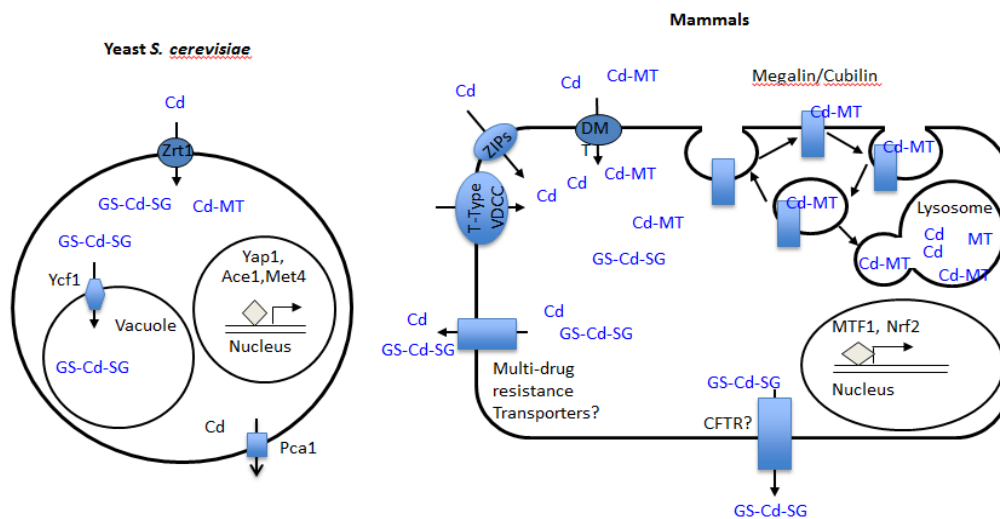 Mammals
Yeast S. cerevisiae
Cd
Zrt1
GS-Cd-SG
Cd-MT
GS-Cd-SG
Ycf1
Vacuole
GS-Cd-SG
Yap1,
Ace1,Met4
Nucleus
Cd
Pca1
Cd
ZIPs
T-Type
VDCC
Cd
Cd
Cd-MT
DM
T
Cd
Cd-MT
Cd-MT
GS-Cd-SG
Megalin/Cubilin
Cd-MT
Cd-MT
Cd-MT
Cd-MT
Lysosome
Cd
Cd
MT
Cd-MT
Cd
GS-Cd-SG
Cd
GS-Cd-SG
Multi-drug
resistance
Transporters?
MTF1, Nrf2
Nucleus
GS-Cd-SG
CFTR?
GS-Cd-SG